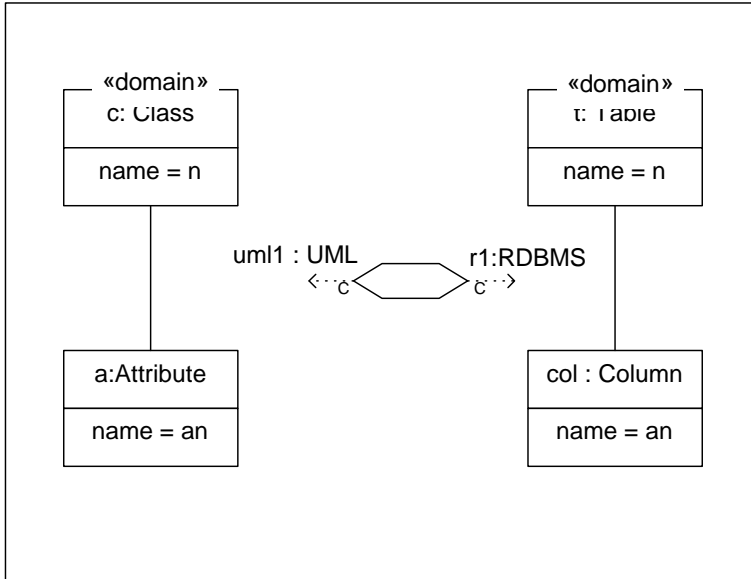 «domain»
c: Class
name = n
«domain»
t: Table
name = n
uml1 : UML
r1:RDBMS
C
C
a:Attribute
name = an
col : Column
name = an